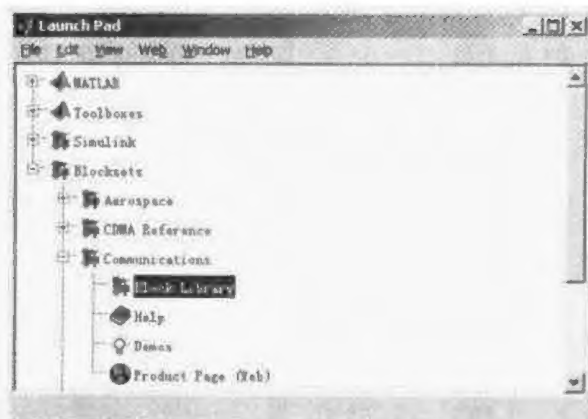 Launch Pad
File Edit View Web Window Help
MATLAB
Toolboxes
Simulink
Blocksets
Aerospace
CDMA Reference
Communications
Block Library
Help
Demos
Product Page (Web)